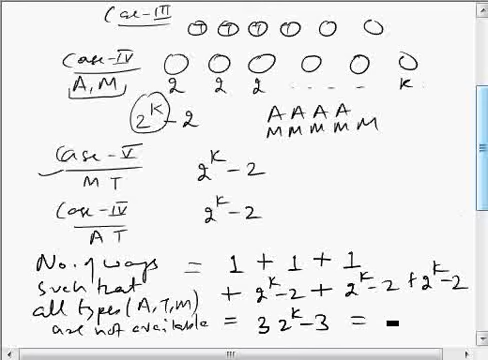 Case-III T T T T
Case-IV
A, M 2 2 2 - - - - - k
2^k - 2 A A A A
M M M M M
Case-V 2^k - 2
M T
Case-IV 2^k - 2
A T
No. of ways = 1 + 1 + 1
such that + 2^k-2 + 2^k-2 + 2^k-2
all types (A, T, M)
are not available = 3 2^k - 3 = -